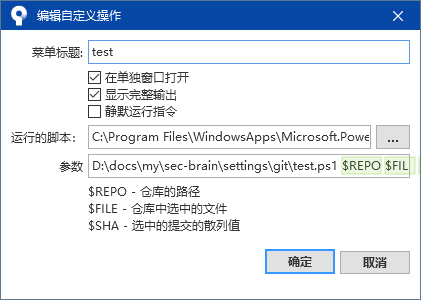 编辑自定义操作
菜单标题: test
在单独窗口打开
显示完整输出
静默运行指令
运行的脚本: C:\Program Files\WindowsApps\Microsoft.Powe ...
参数 D:\docs\my\sec-brain\settings\git\test.ps1 $REPO $FIL
$REPO - 仓库的路径
$FILE - 仓库中选中的文件
$SHA - 选中的提交的散列值
确定 取消